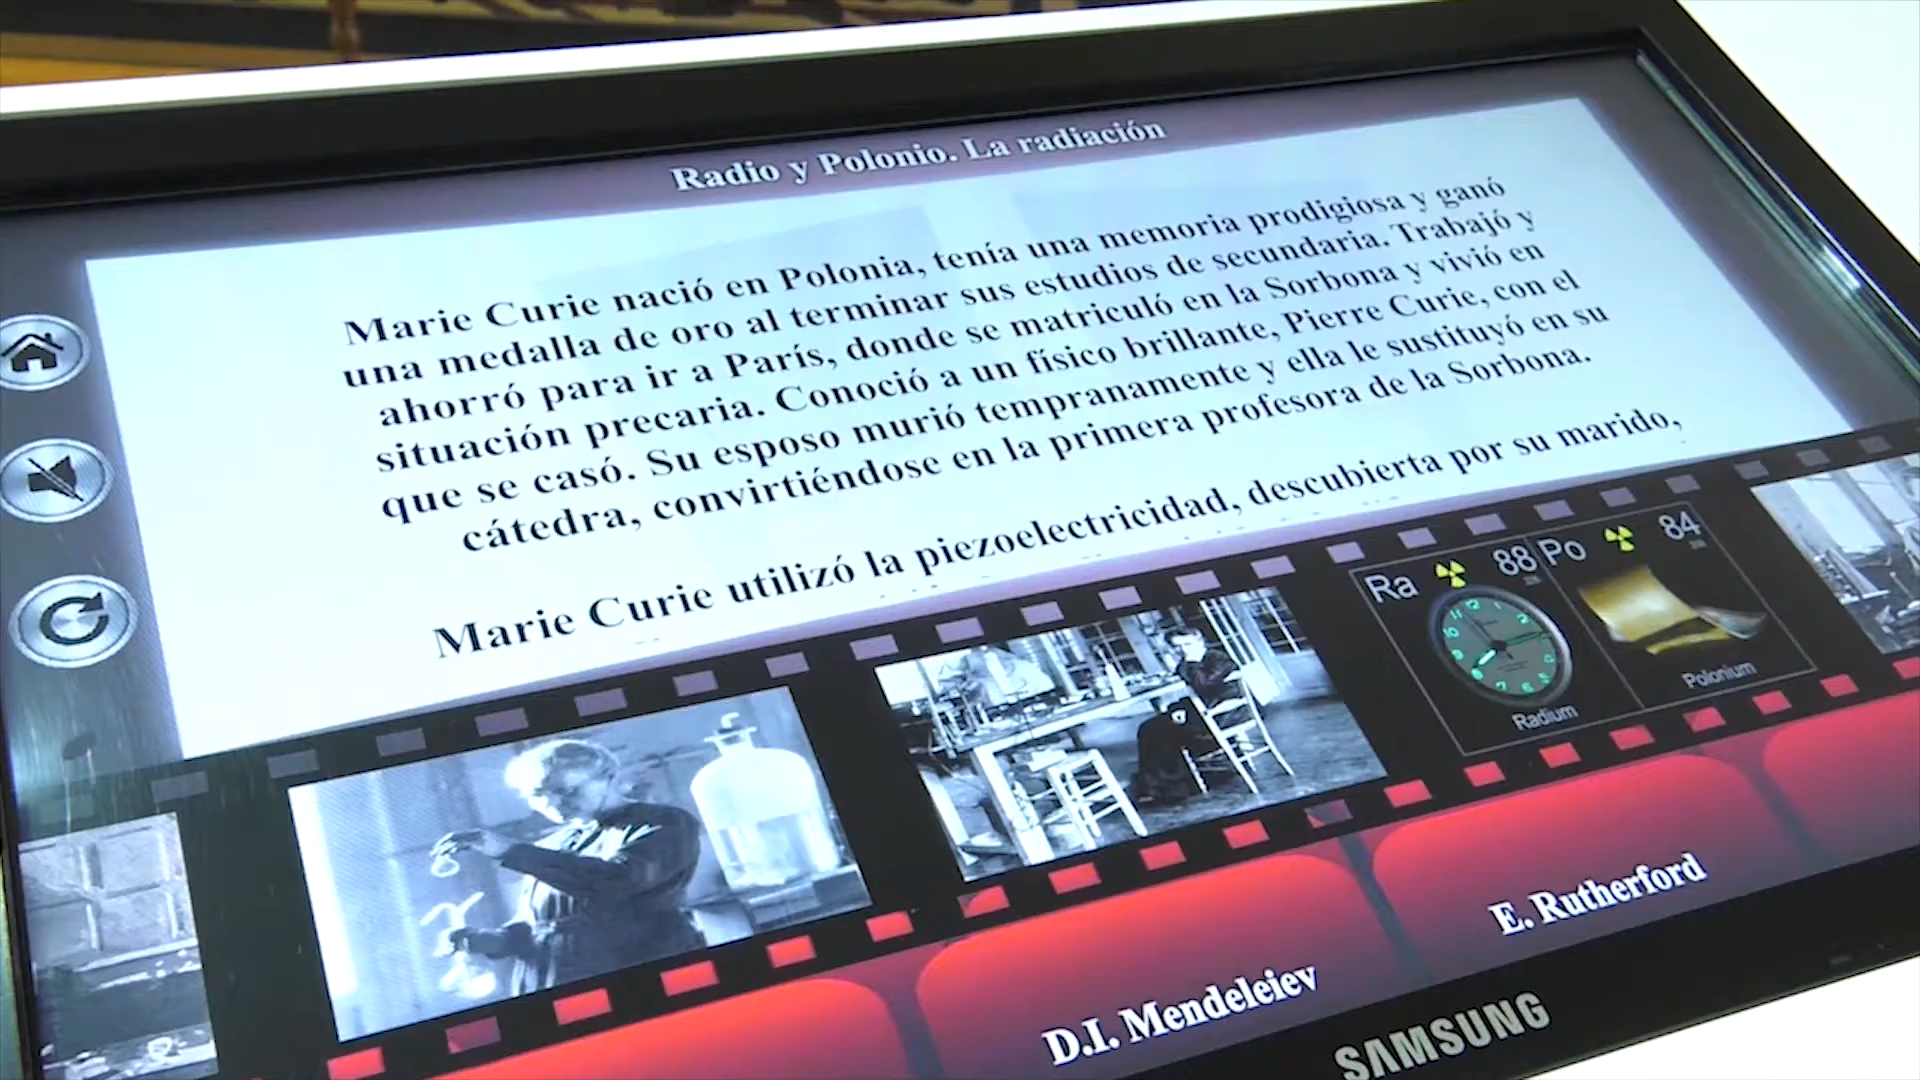 Radio y Polonio. La radiación
Marie Curie nació en Polonia, tenía una memoria prodigiosa y ganó
una medalla de oro al terminar sus estudios de secundaria. Trabajó y
ahorró para ir a París, donde se matriculó en la Sorbona y vivió en
situación precaria. Conoció a un físico brillante, Pierre Curie, con el
que se casó. Su esposo murió tempranamente y ella le sustituyó en su
cátedra, convirtiéndose en la primera profesora de la Sorbona.
Marie Curie utilizó la piezoelectricidad, descubierta por su marido,
Ra 88
Radium
Po 84
Polonium
D.I. Mendeleiev
E. Rutherford
SAMSUNG